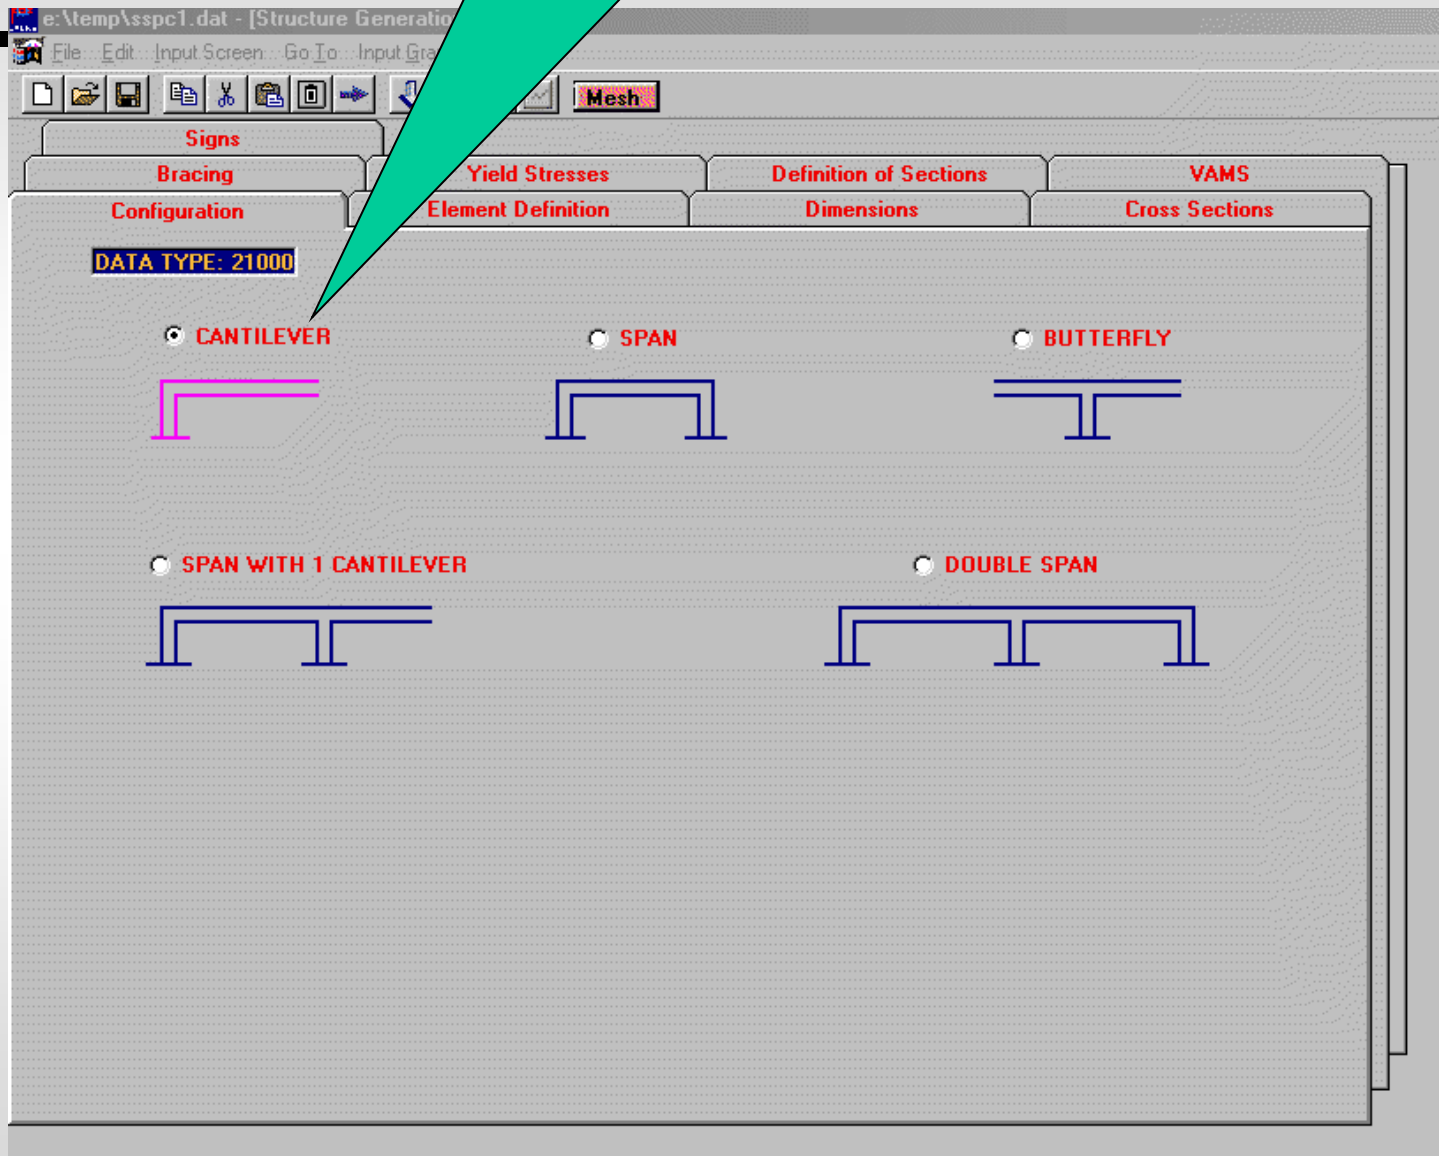 e:\temp\sspc1.dat - [Structure Generatio
File Edit Input Screen Go To Input Gra
Mesh
Signs
Bracing Yield Stresses Definition of Sections VAMS
Configuration Element Definition Dimensions Cross Sections
DATA TYPE: 21000
CANTILEVER SPAN BUTTERFLY
SPAN WITH 1 CANTILEVER DOUBLE SPAN